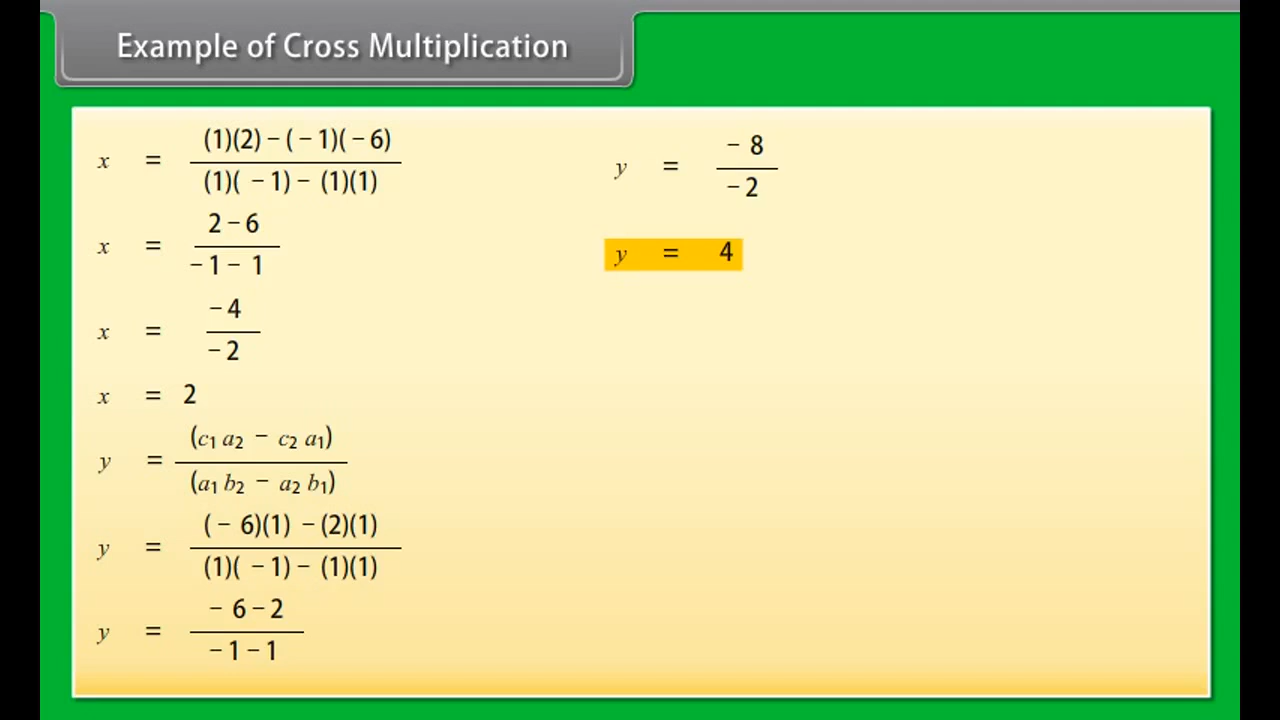 Example of Cross Multiplication
x = (1)(2) − ( − 1)( − 6)
(1)( − 1) − (1)(1)
x = 2 − 6
− 1 − 1
x = − 4
− 2
x = 2
y = (c₁ a₂ − c₂ a₁)
(a₁ b₂ − a₂ b₁)
y = ( − 6)(1) − (2)(1)
(1)( − 1) − (1)(1)
y = − 6 − 2
− 1 − 1
y = − 8
− 2
y = 4